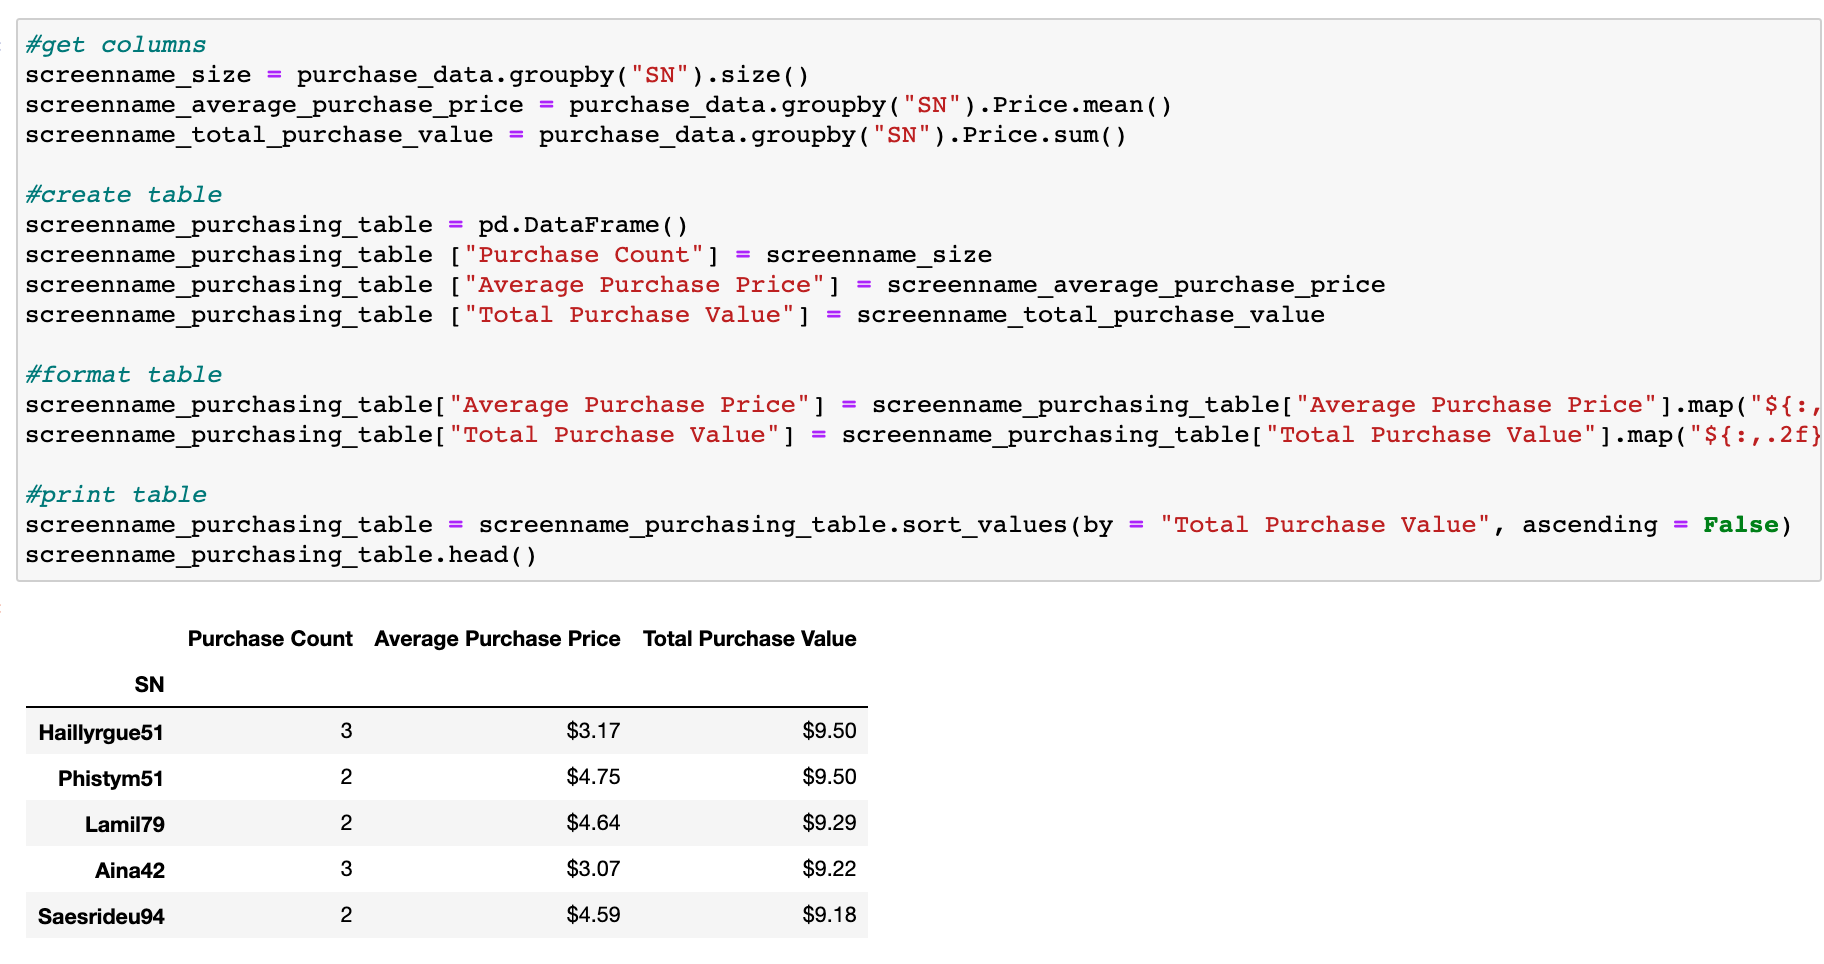 #get columns
screenname_size = purchase_data.groupby("SN").size()
screenname_average_purchase_price = purchase_data.groupby("SN").Price.mean()
screenname_total_purchase_value = purchase_data.groupby("SN").Price.sum()
#create table
screenname_purchasing_table = pd.DataFrame()
screenname_purchasing_table ["Purchase Count"] = screenname_size
screenname_purchasing_table ["Average Purchase Price"] = screenname_average_purchase_price
screenname_purchasing_table ["Total Purchase Value"] = screenname_total_purchase_value
#format table
screenname_purchasing_table["Average Purchase Price"] = screenname_purchasing_table["Average Purchase Price"].map("${:,
screenname_purchasing_table["Total Purchase Value"] = screenname_purchasing_table["Total Purchase Value"].map("${:,.2f}
#print table
screenname_purchasing_table = screenname_purchasing_table.sort_values(by = "Total Purchase Value", ascending = False)
screenname_purchasing_table.head()
Purchase Count Average Purchase Price Total Purchase Value
SN
Haillyrgue51 3 $3.17 $9.50
Phistym51 2 $4.75 $9.50
Lamil79 2 $4.64 $9.29
Aina42 3 $3.07 $9.22
Saesrideu94 2 $4.59 $9.18